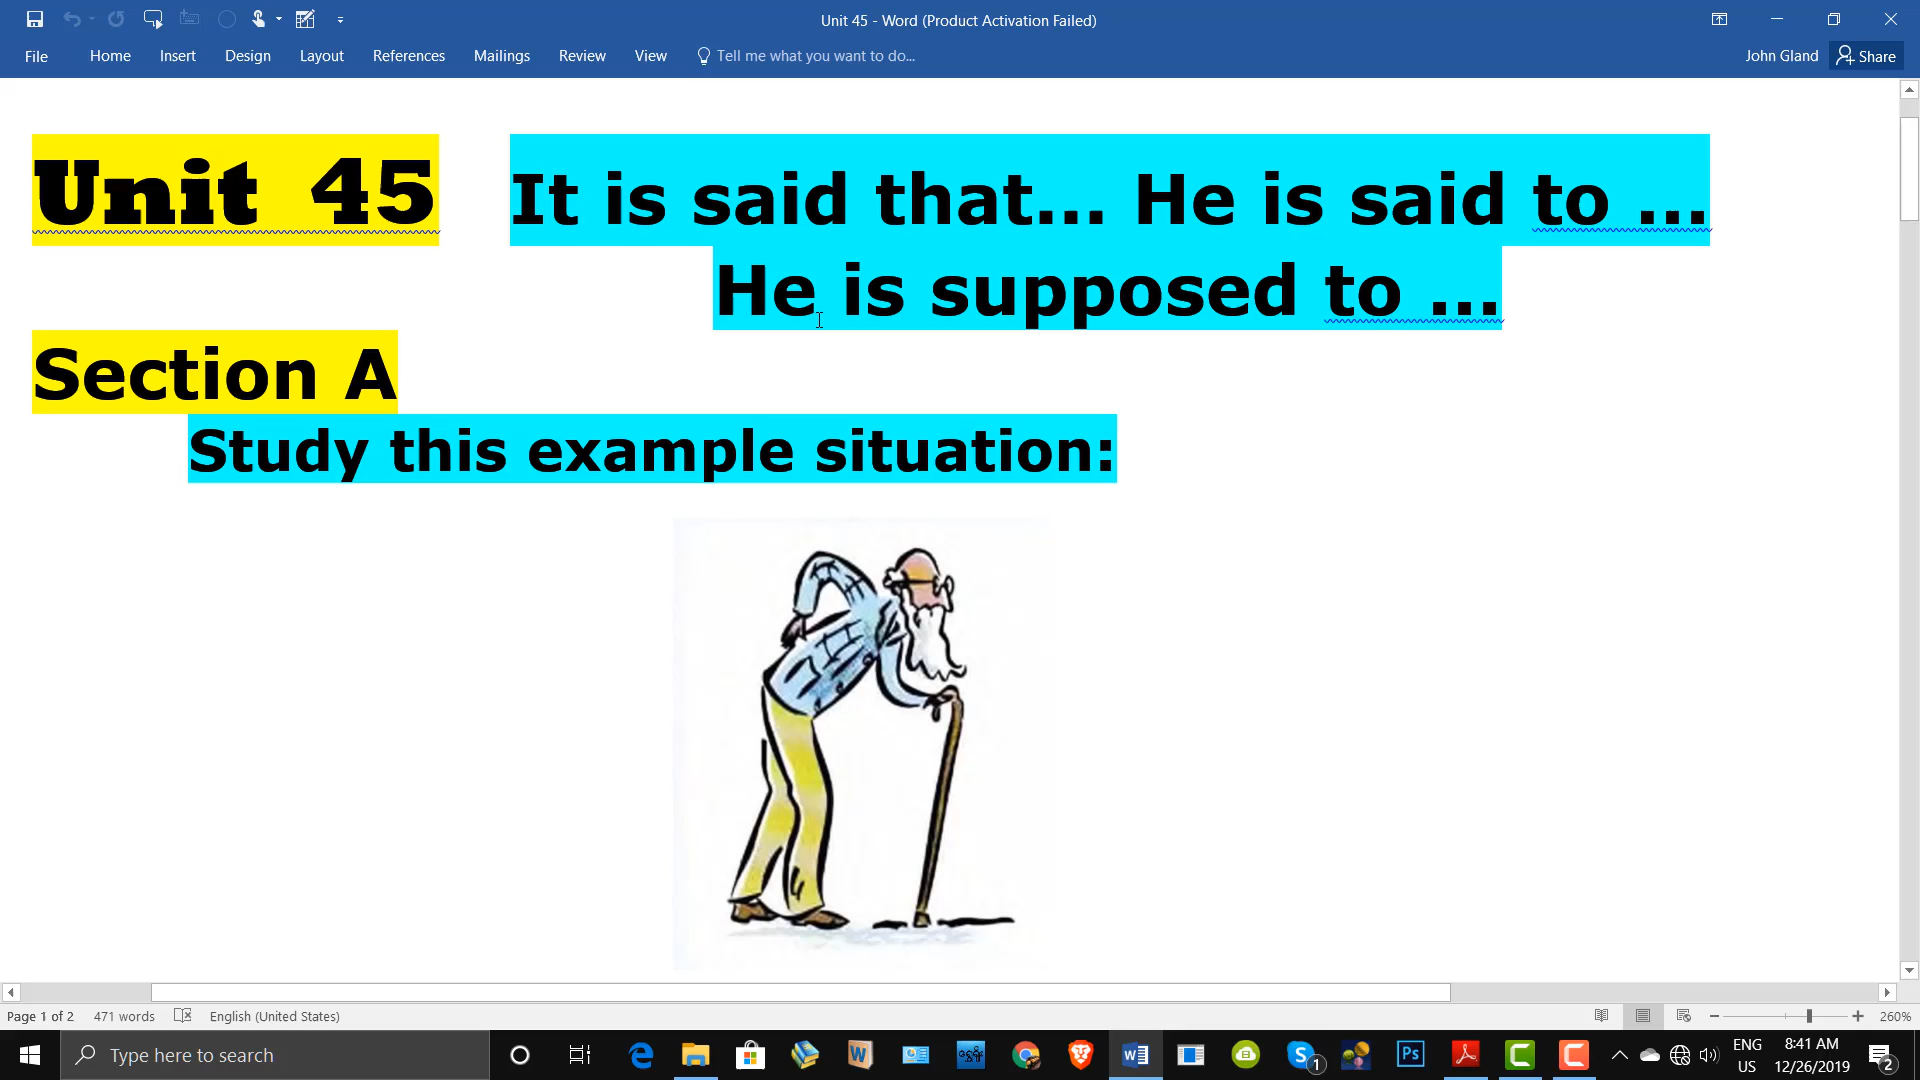 Unit 45 - Word (Product Activation Failed)
File Home Insert Design Layout References Mailings Review View Tell me what you want to do... John Gland Share
Unit 45 It is said that... He is said to ...
He is supposed to ...
Section A
Study this example situation:
Page 1 of 2 471 words English (United States) 260%
Type here to search
ENG 8:41 AM
US 12/26/2019
W
W
Ps
S
1
2